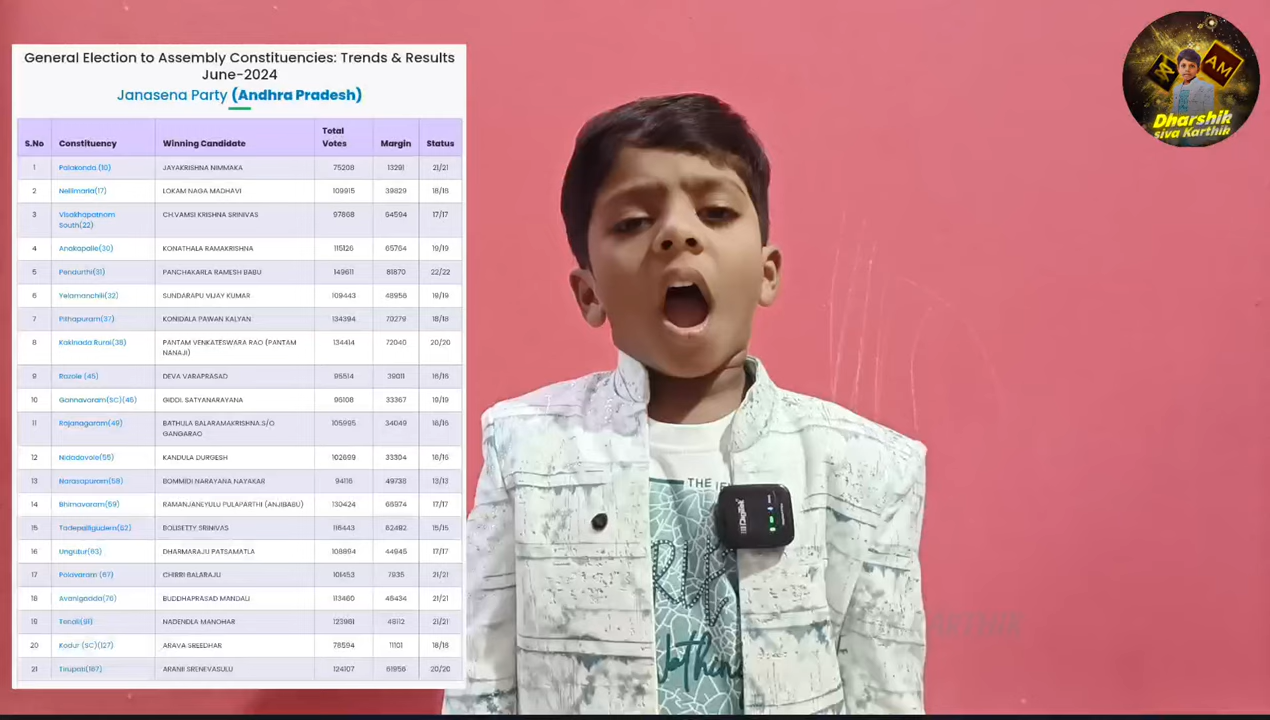 General Election to Assembly Constituencies: Trends & Results
June-2024
Janasena Party (Andhra Pradesh)
S.No Constituency Winning Candidate Total Votes Margin Status
1 Palakonda (10) JAYAKRISHNA NIMMAKA 75208 13291 21/21
2 Nellimarla(17) LOKAM NAGA MADHAVI 109915 39829 18/18
3 Visakhapatnam South(22) CH.VAMSI KRISHNA SRINIVAS 97868 64594 17/17
4 Anakapalle(30) KONATHALA RAMAKRISHNA 115126 65764 19/19
5 Pendurthi(31) PANCHAKARLA RAMESH BABU 149611 81870 22/22
6 Yelamanchili(32) SUNDARAPU VIJAY KUMAR 109443 48956 19/19
7 Pithapuram(37) KONIDALA PAWAN KALYAN 134394 70279 18/18
8 Kakinada Rural(38) PANTAM VENKATESWARA RAO (PANTAM NANAJI) 134414 72040 20/20
9 Razole (45) DEVA VARAPRASAD 95514 39011 16/16
10 Gannavaram(SC)(46) GIDDI. SATYANARAYANA 96108 33367 19/19
11 Rajanagaram(49) BATHULA BALARAMAKRISHNA.S/O GANGARAO 105995 34049 16/16
12 Nidadavole(55) KANDULA DURGESH 102699 33304 16/16
13 Narasapuram(58) BOMMIDI NARAYANA NAYAKAR 94116 49738 13/13
14 Bhimavaram(59) RAMANJANEYULU PULAPARTHI (ANJIBABU) 130424 66974 17/17
15 Tadepalligudem(62) BOLISETTY SRINIVAS 116443 62492 15/15
16 Ungutur(63) DHARMARAJU PATSAMATLA 108894 44945 17/17
17 Polavaram (67) CHIRRI BALARAJU 101453 7935 21/21
18 Avanigadda(76) BUDDHAPRASAD MANDALI 113460 46434 21/21
19 Tenali(91) NADENDLA MANOHAR 123961 48112 21/21
20 Kodur (SC)(127) ARAVA SREEDHAR 78594 11101 18/18
21 Tirupati(167) ARANII SRENEVASULU 124107 61956 20/20
AM
Dharshik
siva Karthik
THE
Digitek